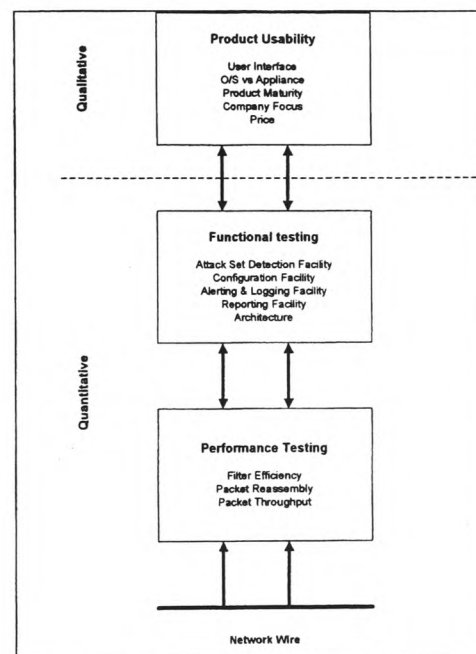 Qualitative
Product Usability
User Interface
O/S vs Appliance
Product Maturity
Company Focus
Price
Quantitative
Functional testing
Attack Set Detection Facility
Configuration Facility
Alerting & Logging Facility
Reporting Facility
Architecture
Performance Testing
Filter Efficiency
Packet Reassembly
Packet Throughput
Network Wire